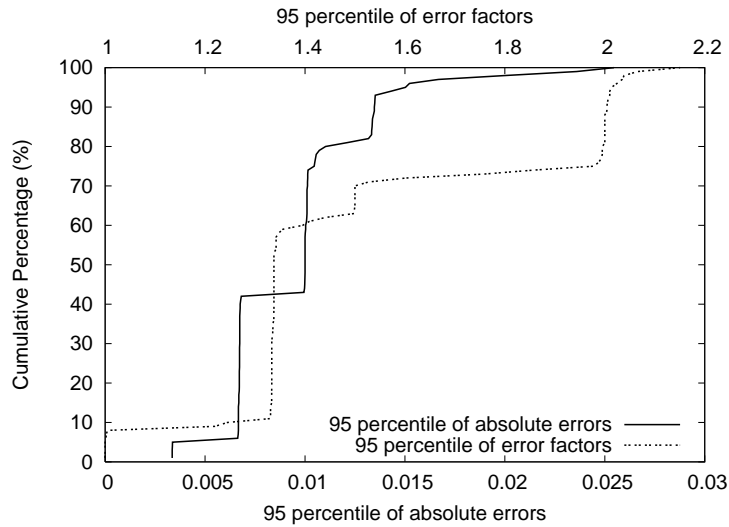 95 percentile of error factors
1 1.2 1.4 1.6 1.8 2 2.2
100
90
80
70
60
50
40
30
20
10
0
Cumulative Percentage (%)
95 percentile of absolute errors
95 percentile of error factors
0 0.005 0.01 0.015 0.02 0.025 0.03
95 percentile of absolute errors